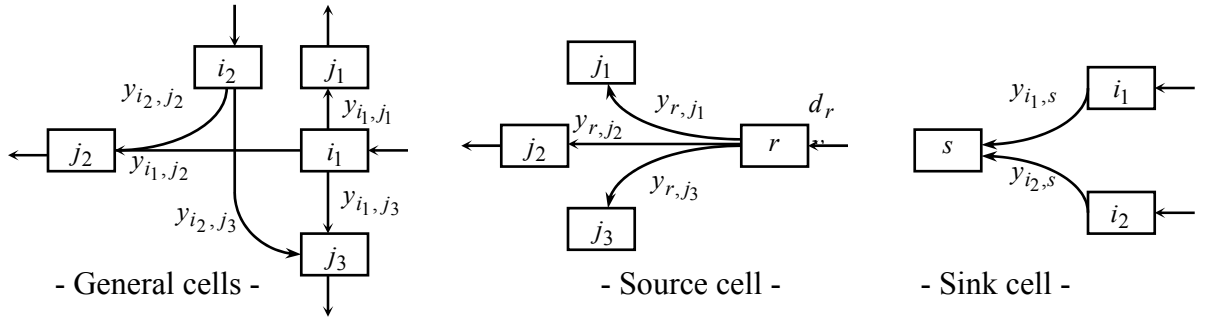 i₂
j₁
y_{i₂, j₂}
y_{i₁, j₁}
j₂
i₁
y_{i₁, j₂}
y_{i₁, j₃}
y_{i₂, j₃}
j₃
- General cells -
j₁
y_{r, j₁}
d_r
y_{r, j₂}
j₂
r
y_{r, j₃}
j₃
- Source cell -
i₁
y_{i₁, s}
s
y_{i₂, s}
i₂
- Sink cell -